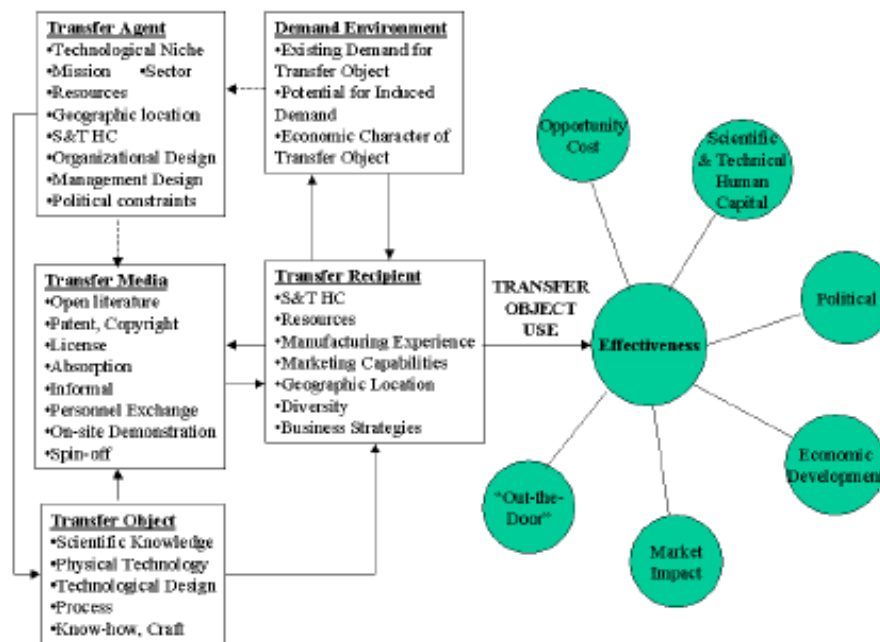 Transfer Agent
•Technological Niche
•Mission •Sector
•Resources
•Geographic location
•S&T HC
•Organizational Design
•Management Design
•Political constraints
Demand Environment
•Existing Demand for
Transfer Object
•Potential for Induced
Demand
•Economic Character of
Transfer Object
Transfer Media
•Open literature
•Patent, Copyright
•License
•Absorption
•Informal
•Personnel Exchange
•On-site Demonstration
•Spin-off
Transfer Recipient
•S&T HC
•Resources
•Manufacturing Experience
•Marketing Capabilities
•Geographic Location
•Diversity
•Business Strategies
Transfer Object
•Scientific Knowledge
•Physical Technology
•Technological Design
•Process
•Know-how, Craft
TRANSFER
OBJECT
USE
Effectiveness
Opportunity
Cost
Scientific
& Technical
Human
Capital
Political
Economic
Development
Market
Impact
“Out-the-
Door”